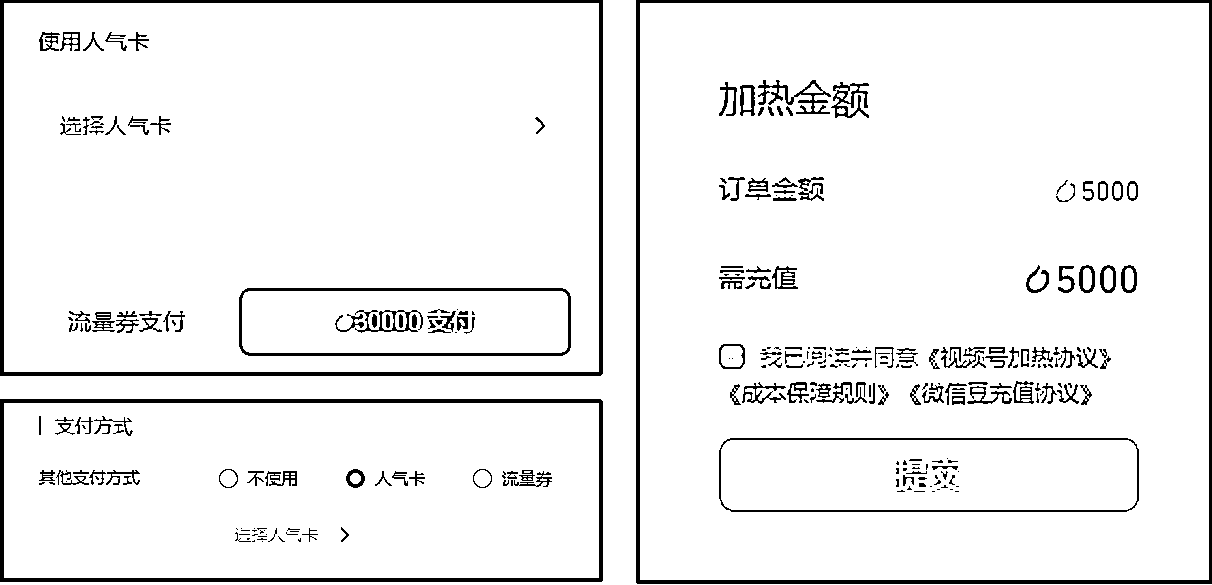 使用人气卡
选择人气卡
流量券支付
30000 支付
支付方式
其他支付方式 不使用 人气卡 流量券
选择人气卡
加热金额
订单金额 5000
需充值 5000
我已阅读并同意《视频号加热协议》
《成本保障规则》《微信豆充值协议》
提交